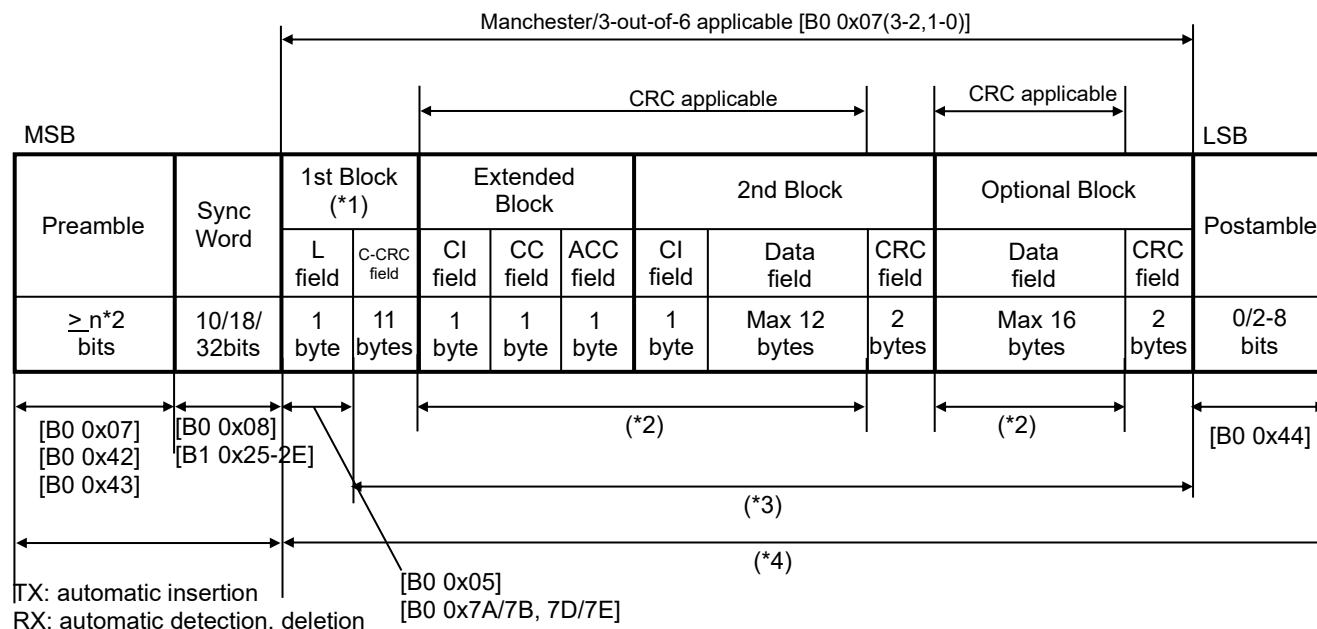 Manchester/3-out-of-6 applicable [B0 0x07(3-2,1-0)]
CRC applicable
CRC applicable
MSB
LSB
Preamble
Sync
Word
1st Block
(*1)
Extended
Block
2nd Block
Optional Block
Postamble
L
field
C-CRC
field
CI
field
CC
field
ACC
field
CI
field
Data
field
CRC
field
Data
field
CRC
field
> n*2
bits
10/18/
32bits
1
byte
11
bytes
1
byte
1
byte
1
byte
1
byte
Max 12
bytes
2
bytes
Max 16
bytes
2
bytes
0/2-8
bits
[B0 0x07]
[B0 0x42]
[B0 0x43]
[B0 0x08]
[B1 0x25-2E]
(*2)
(*2)
[B0 0x44]
(*3)
(*4)
[B0 0x05]
[B0 0x7A/7B, 7D/7E]
TX: automatic insertion
RX: automatic detection, deletion